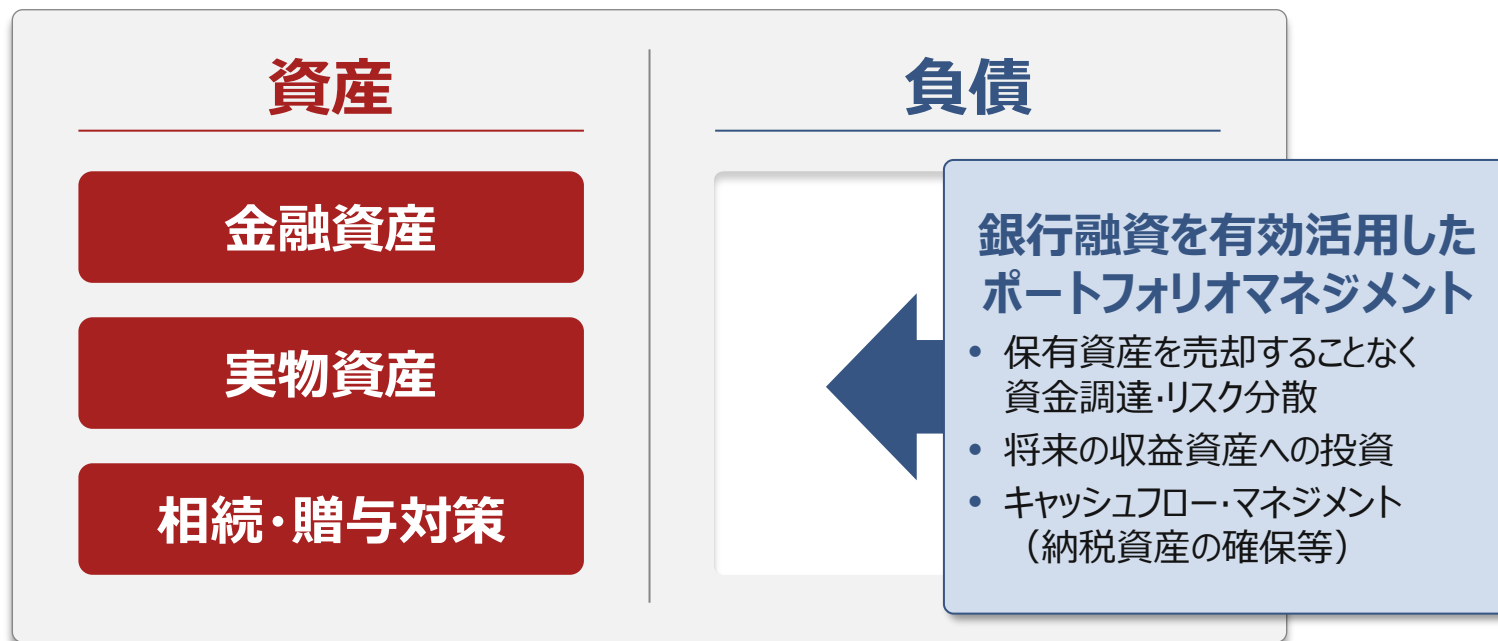 資産
金融資産
実物資産
相続・贈与対策
負債
銀行融資を有効活用した
ポートフォリオマネジメント
• 保有資産を売却することなく
資金調達・リスク分散
• 将来の収益資産への投資
• キャッシュフロー・マネジメント
（納税資産の確保等）